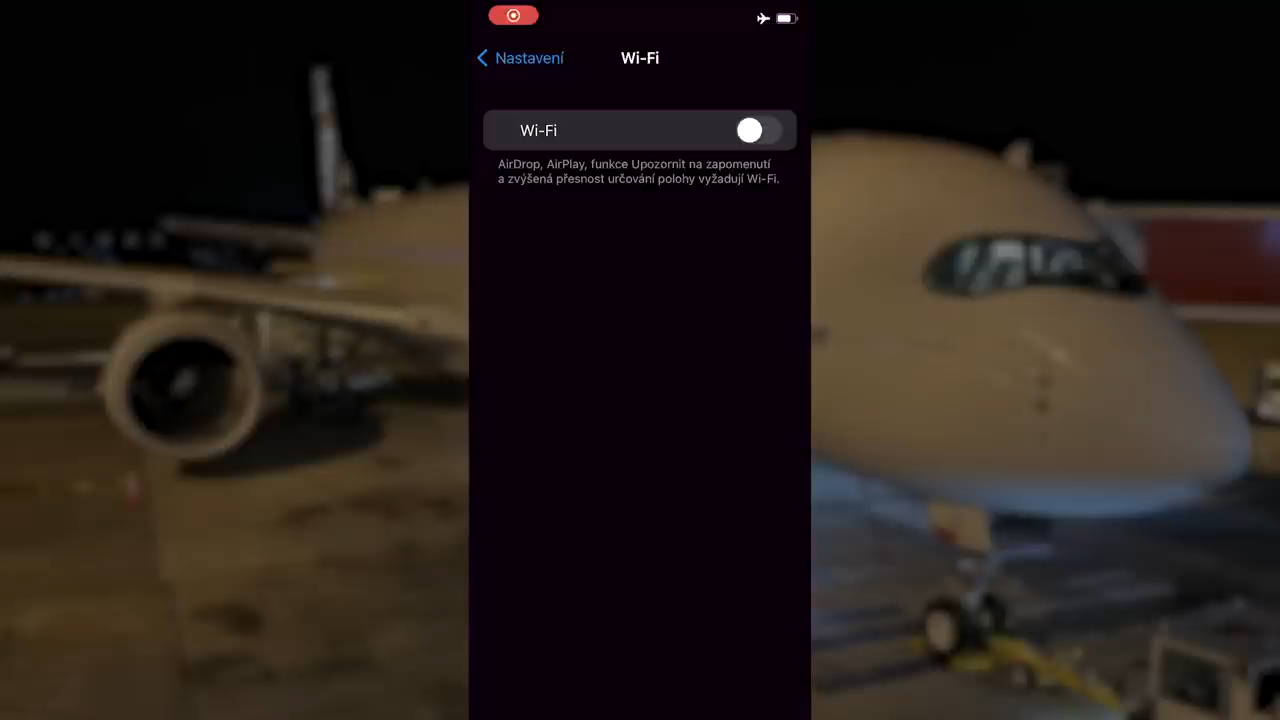 Nastavení
Wi-Fi
Wi-Fi
AirDrop, AirPlay, funkce Upozornit na zapomenutí
a zvýšená přesnost určování polohy vyžadují Wi-Fi.